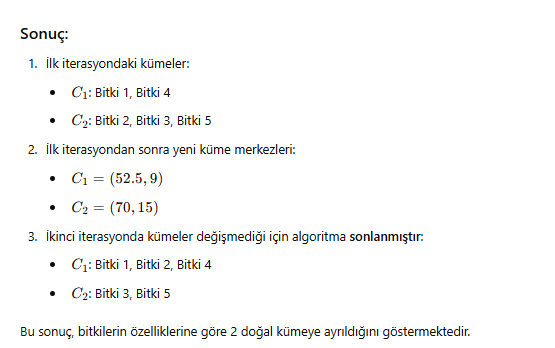 Sonuç:
1. İlk iterasyondaki kümeler:
• C₁: Bitki 1, Bitki 4
• C₂: Bitki 2, Bitki 3, Bitki 5
2. İlk iterasyondan sonra yeni küme merkezleri:
• C₁ = (52.5, 9)
• C₂ = (70, 15)
3. İkinci iterasyonda kümeler değişmediği için algoritma sonlanmıştır:
• C₁: Bitki 1, Bitki 2, Bitki 4
• C₂: Bitki 3, Bitki 5
Bu sonuç, bitkilerin özelliklerine göre 2 doğal kümeye ayrıldığını göstermektedir.